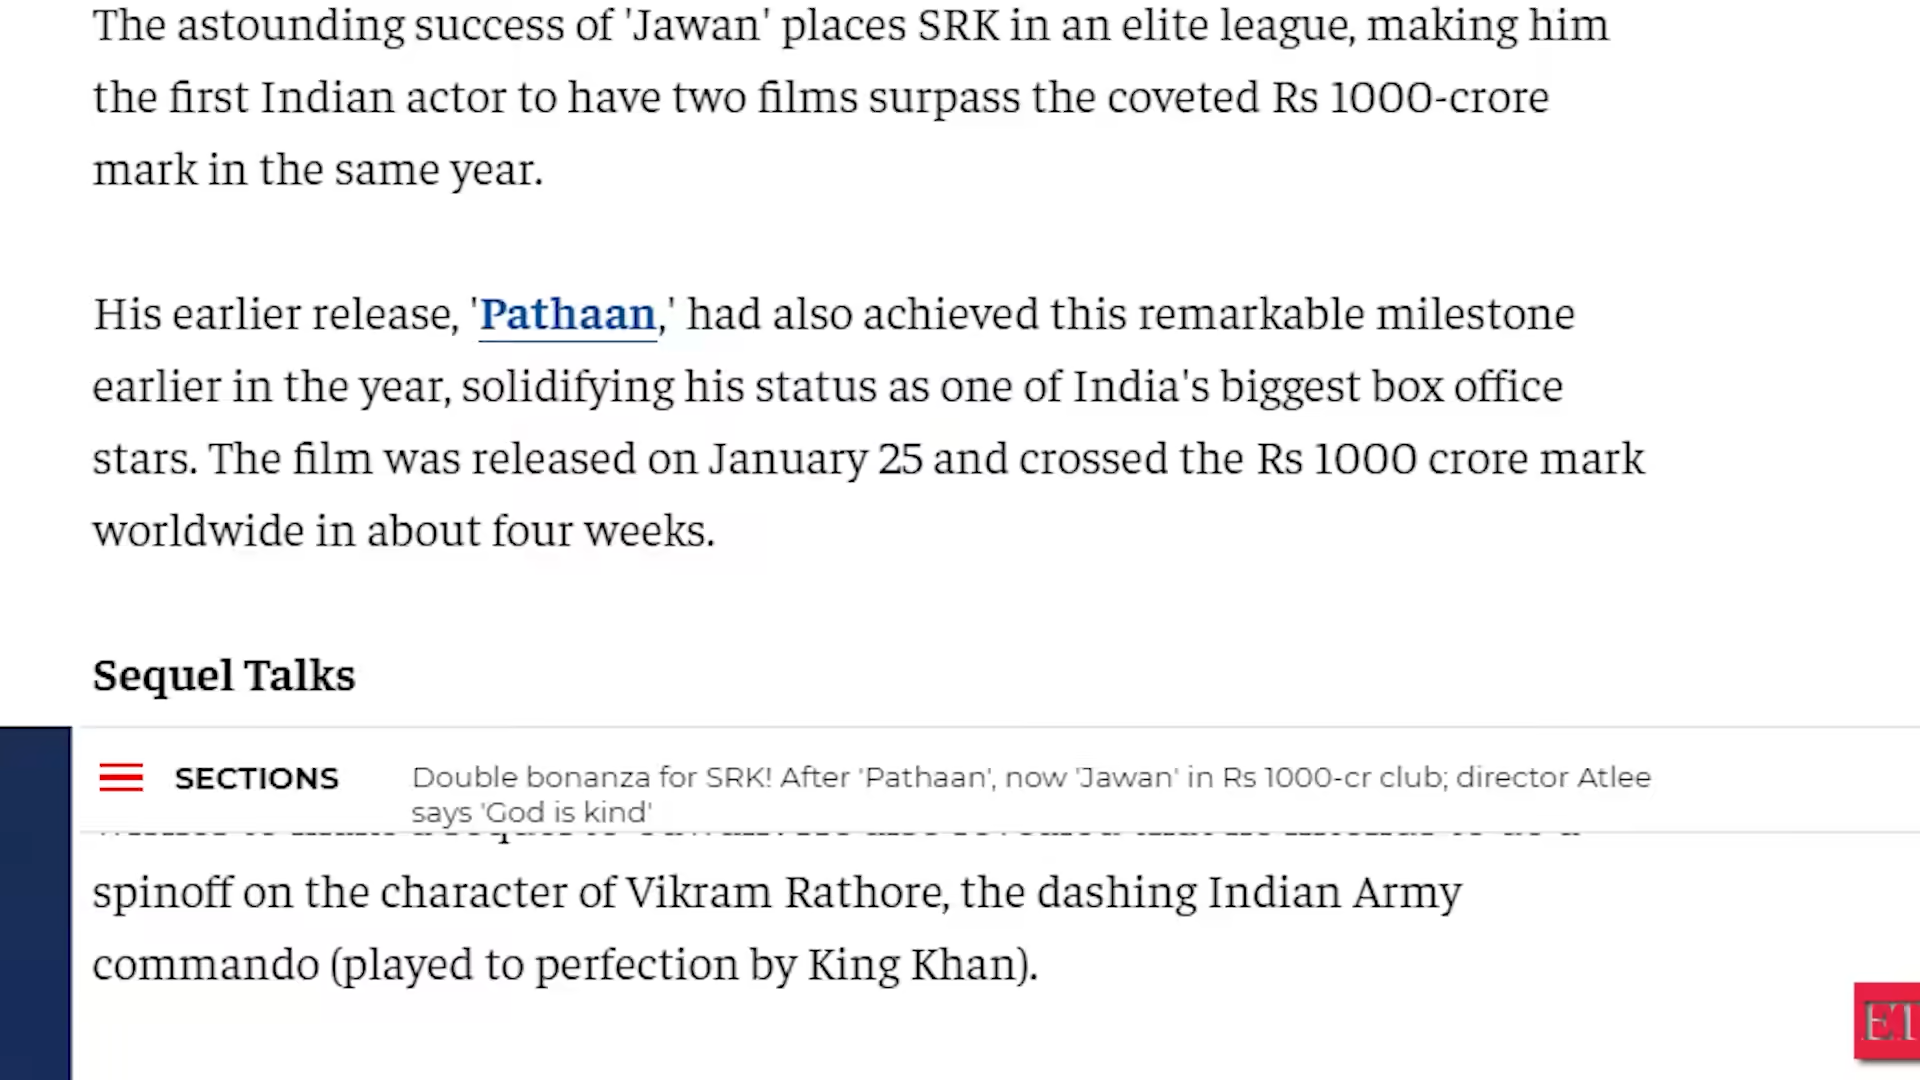 The astounding success of 'Jawan' places SRK in an elite league, making him
the first Indian actor to have two films surpass the coveted Rs 1000-crore
mark in the same year.
His earlier release, 'Pathaan,' had also achieved this remarkable milestone
earlier in the year, solidifying his status as one of India's biggest box office
stars. The film was released on January 25 and crossed the Rs 1000 crore mark
worldwide in about four weeks.
Sequel Talks
SECTIONS
Double bonanza for SRK! After 'Pathaan', now 'Jawan' in Rs 1000-cr club; director Atlee
says 'God is kind'
spinoff on the character of Vikram Rathore, the dashing Indian Army
commando (played to perfection by King Khan).